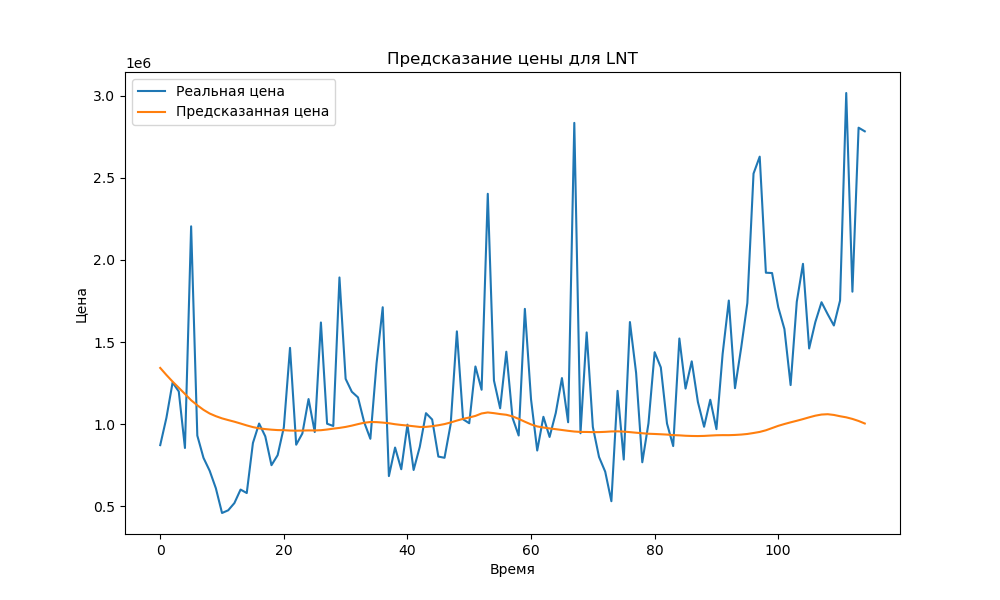 Предсказание цены для LNT
1e6
Реальная цена
Предсказанная цена
3.0
2.5
2.0
1.5
1.0
0.5
Цена
0 20 40 60 80 100
Время